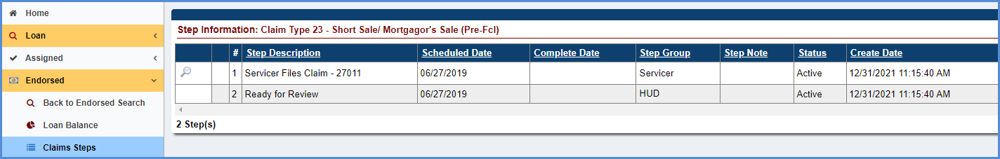 Home
Loan
Assigned
Endorsed
Back to Endorsed Search
Loan Balance
Claims Steps
Step Information: Claim Type 23 - Short Sale/ Mortgagor's Sale (Pre-Fcl)
# Step Description Scheduled Date Complete Date Step Group Step Note Status Create Date
1 Servicer Files Claim - 27011 06/27/2019 Servicer Active 12/31/2021 11:15:40 AM
2 Ready for Review 06/27/2019 HUD Active 12/31/2021 11:15:40 AM
2 Step(s)